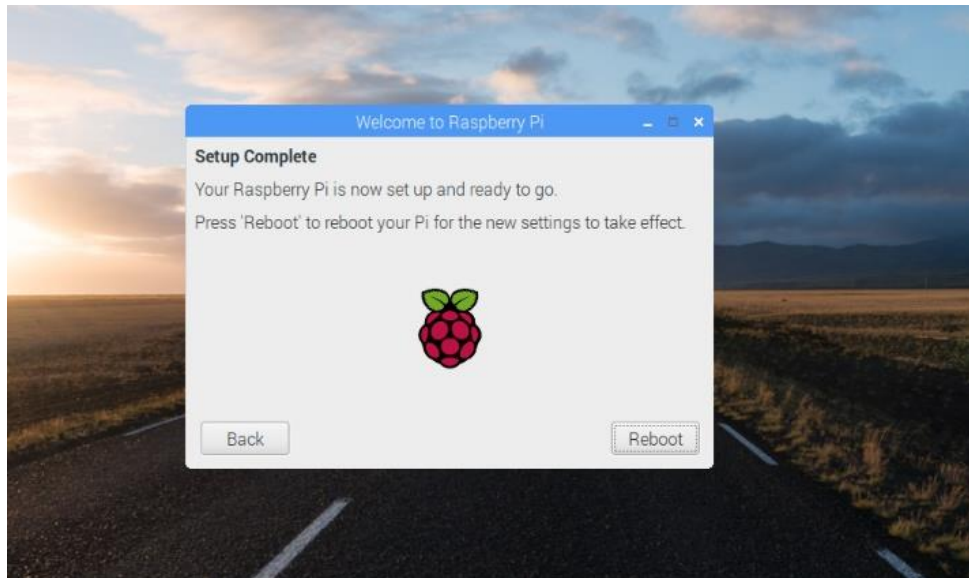 Welcome to Raspberry Pi
Setup Complete
Your Raspberry Pi is now set up and ready to go.
Press 'Reboot' to reboot your Pi for the new settings to take effect.
Back
Reboot